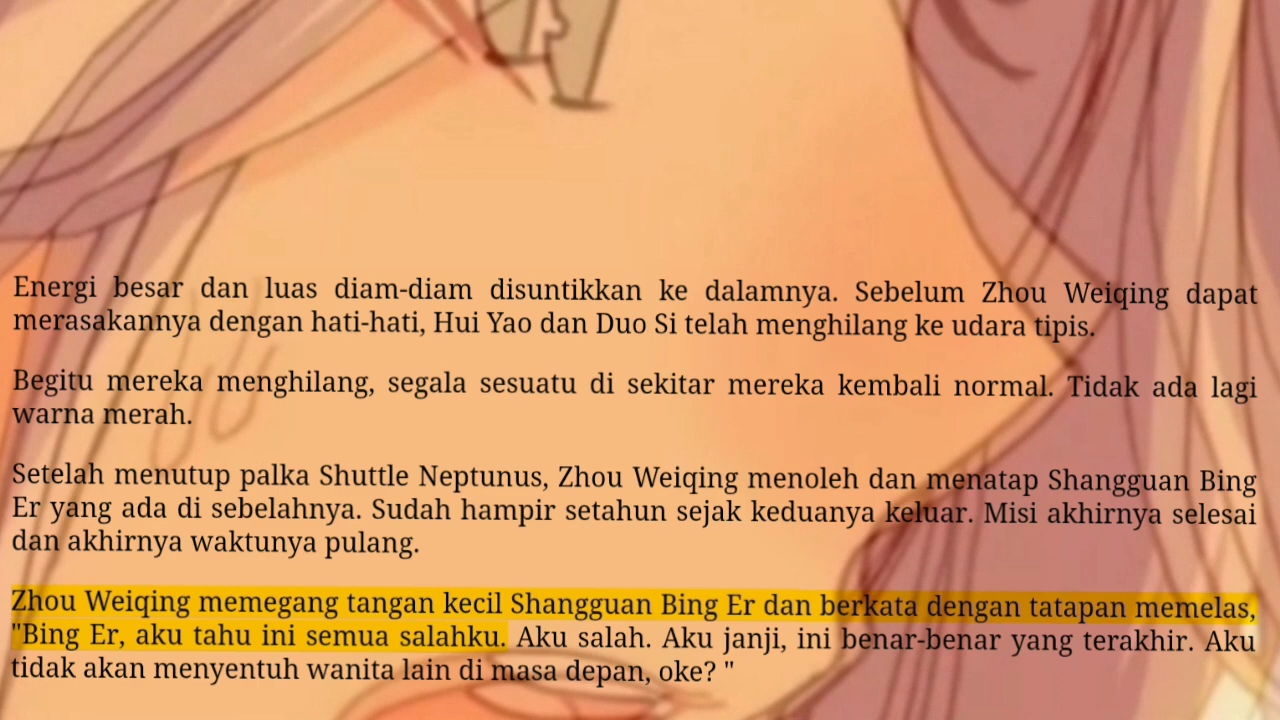 Energi besar dan luas diam-diam disuntikkan ke dalamnya. Sebelum Zhou Weiqing dapat
merasakannya dengan hati-hati, Hui Yao dan Duo Si telah menghilang ke udara tipis.
Begitu mereka menghilang, segala sesuatu di sekitar mereka kembali normal. Tidak ada lagi
warna merah.
Setelah menutup palka Shuttle Neptunus, Zhou Weiqing menoleh dan menatap Shangguan Bing
Er yang ada di sebelahnya. Sudah hampir setahun sejak keduanya keluar. Misi akhirnya selesai
dan akhirnya waktunya pulang.
Zhou Weiqing memegang tangan kecil Shangguan Bing Er dan berkata dengan tatapan memelas,
"Bing Er, aku tahu ini semua salahku. Aku salah. Aku janji, ini benar-benar yang terakhir. Aku
tidak akan menyentuh wanita lain di masa depan, oke? "